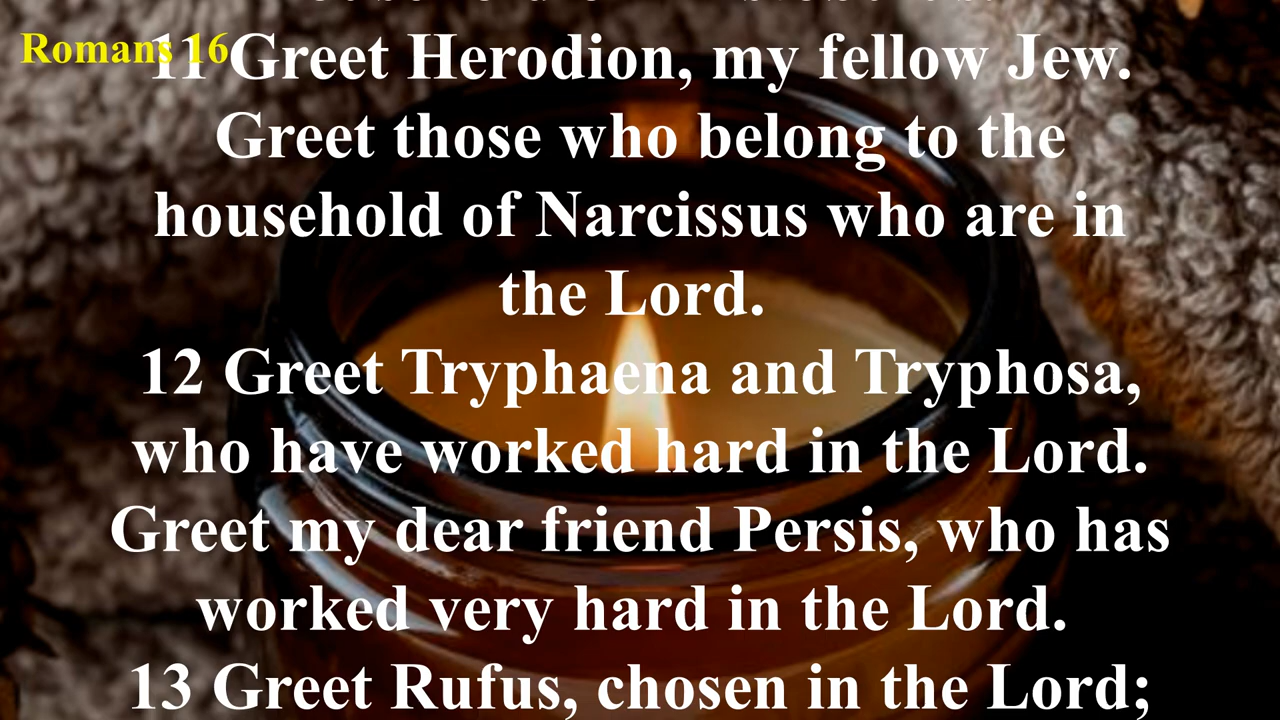 Romans 16
11 Greet Herodion, my fellow Jew.
Greet those who belong to the
household of Narcissus who are in
the Lord.
12 Greet Tryphaena and Tryphosa,
who have worked hard in the Lord.
Greet my dear friend Persis, who has
worked very hard in the Lord.
13 Greet Rufus, chosen in the Lord;